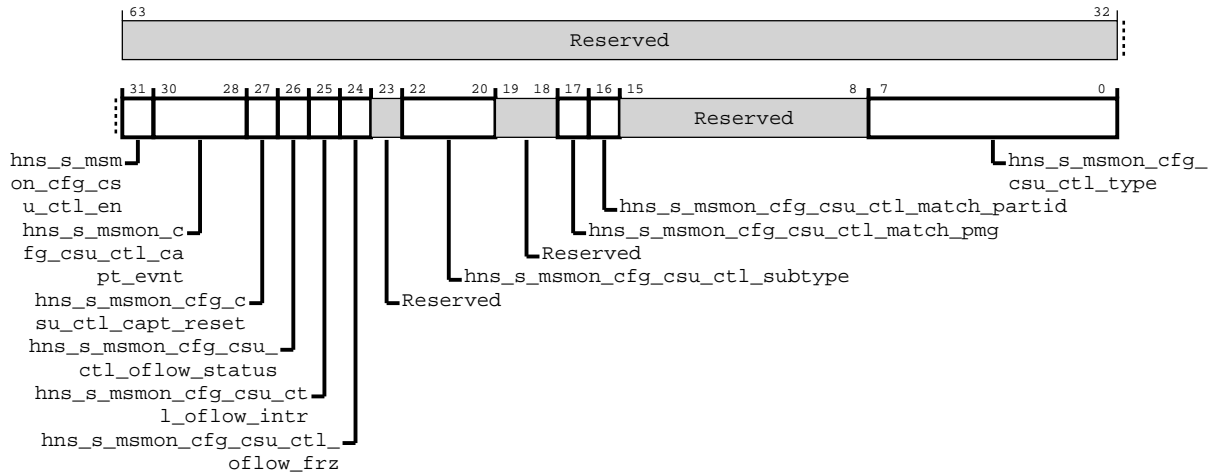 63 32
Reserved
31 30 28 27 26 25 24 23 22 20 19 18 17 16 15 8 7 0
Reserved
hns_s_msm
on_cfg_cs
u_ctl_en
hns_s_msmon_cfg_
csu_ctl_type
hns_s_msmon_cfg_csu_ctl_match_partid
hns_s_msmon_c
fg_csu_ctl_ca
pt_evnt
hns_s_msmon_cfg_csu_ctl_match_pmg
Reserved
hns_s_msmon_cfg_csu_ctl_subtype
hns_s_msmon_cfg_c
su_ctl_capt_reset
Reserved
hns_s_msmon_cfg_csu_
ctl_oflow_status
hns_s_msmon_cfg_csu_ct
l_oflow_intr
hns_s_msmon_cfg_csu_ctl_
oflow_frz